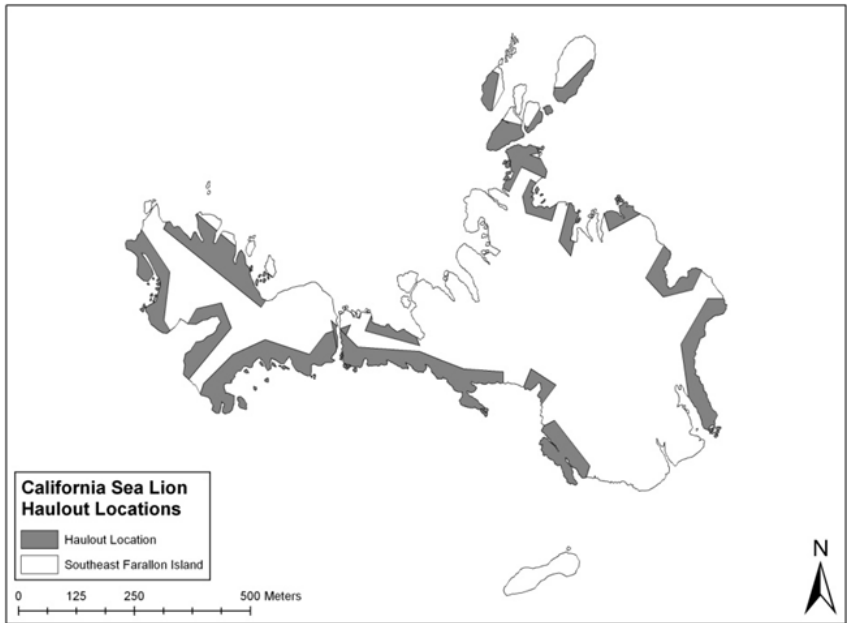 N
California Sea Lion
Haulout Locations
Haulout Location
Southeast Farallon Island
0 125 250 500 Meters